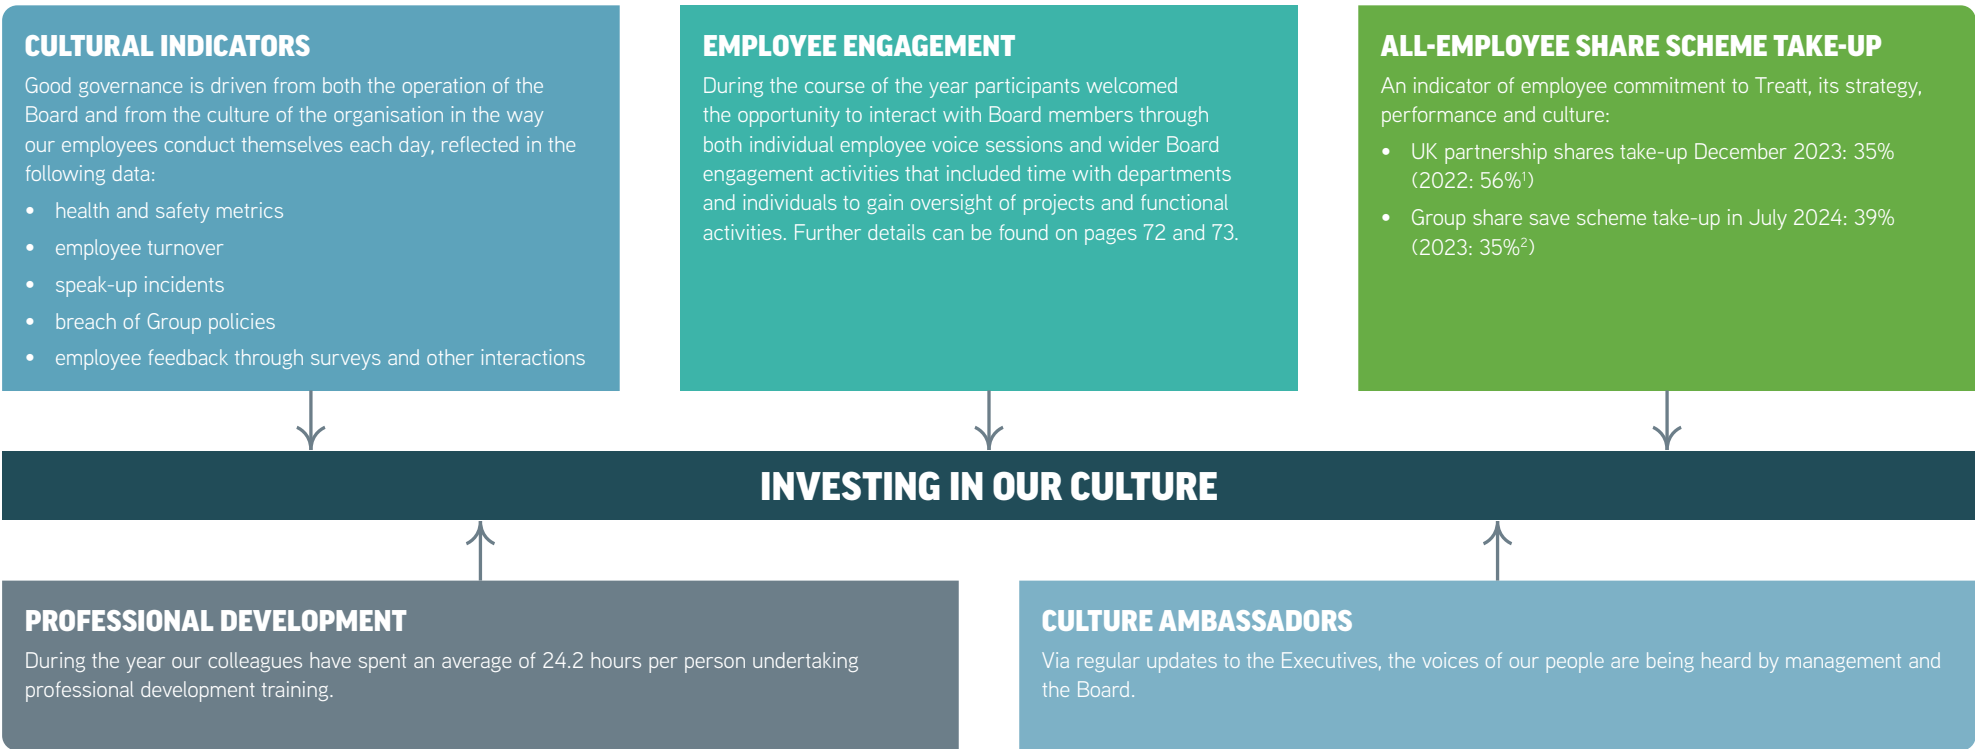 CULTURAL INDICATORS
Good governance is driven from both the operation of the
Board and from the culture of the organisation in the way
our employees conduct themselves each day, reflected in the
following data:
• health and safety metrics
• employee turnover
• speak-up incidents
• breach of Group policies
• employee feedback through surveys and other interactions
EMPLOYEE ENGAGEMENT
During the course of the year participants welcomed
the opportunity to interact with Board members through
both individual employee voice sessions and wider Board
engagement activities that included time with departments
and individuals to gain oversight of projects and functional
activities. Further details can be found on pages 72 and 73.
ALL-EMPLOYEE SHARE SCHEME TAKE-UP
An indicator of employee commitment to Treatt, its strategy,
performance and culture:
• UK partnership shares take-up December 2023: 35%
(2022: 56%¹)
• Group share save scheme take-up in July 2024: 39%
(2023: 35%²)
INVESTING IN OUR CULTURE
PROFESSIONAL DEVELOPMENT
During the year our colleagues have spent an average of 24.2 hours per person undertaking
professional development training.
CULTURE AMBASSADORS
Via regular updates to the Executives, the voices of our people are being heard by management and
the Board.